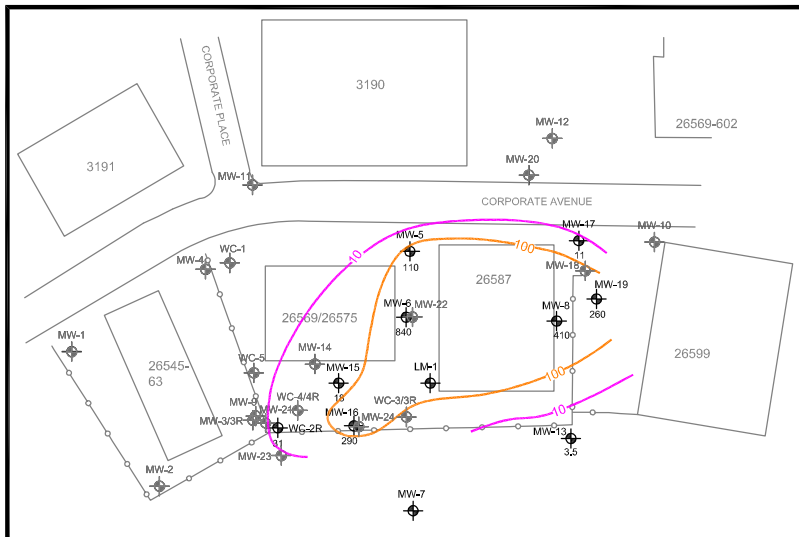 3190
CORPORATE PLACE
26569-602
MW-12
3191
MW-20
MW-11
CORPORATE AVENUE
MW-17
MW-10
11
MW-5
110
100
10
WC-1
MW-4
MW-18
26587
MW-19
260
26569/26575
MW-6
MW-22
840
MW-8
410
MW-1
MW-14
26599
26545-
63
WC-5
MW-15
18
LM-1
100
WC-4/4R
WC-3/3R
10
MW-9
MW-3/3R
MW-21
WC-2R
MW-16
MW-24
290
MW-13
3.5
MW-23
MW-2
MW-7